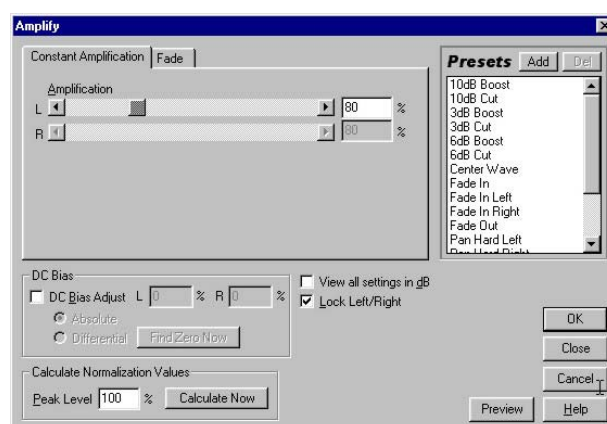 Amplify
Constant Amplification Fade
Amplification
L 80 %
R 80 %
Presets Add Del
10dB Boost
10dB Cut
3dB Boost
3dB Cut
6dB Boost
6dB Cut
Center Wave
Fade In
Fade In Left
Fade In Right
Fade Out
Pan Hard Left
Pan Hard Right
DC Bias
DC Bias Adjust L 0 % R 0 %
Absolute
Differential Find Zero Now
View all settings in dB
Lock Left/Right
Calculate Normalization Values
Peak Level 100 % Calculate Now
OK
Close
Cancel
Preview Help